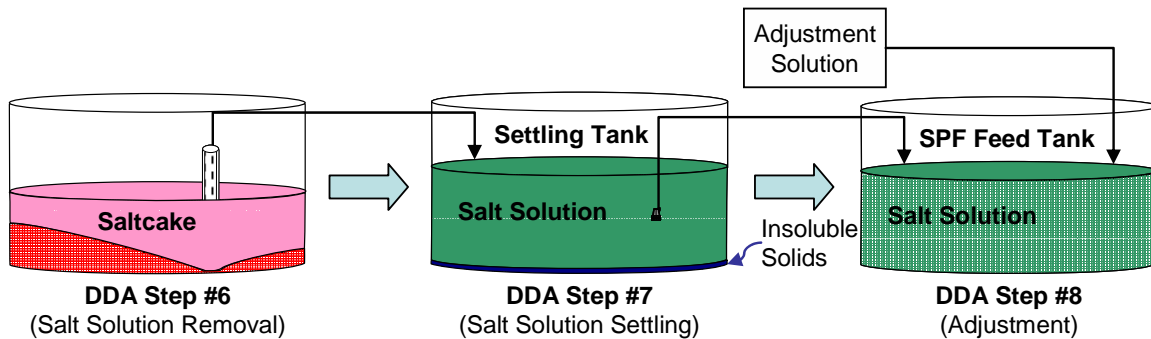 Adjustment
Solution
Settling Tank
SPF Feed Tank
Saltcake
Salt Solution
Salt Solution
Insoluble
Solids
DDA Step #6
(Salt Solution Removal)
DDA Step #7
(Salt Solution Settling)
DDA Step #8
(Adjustment)